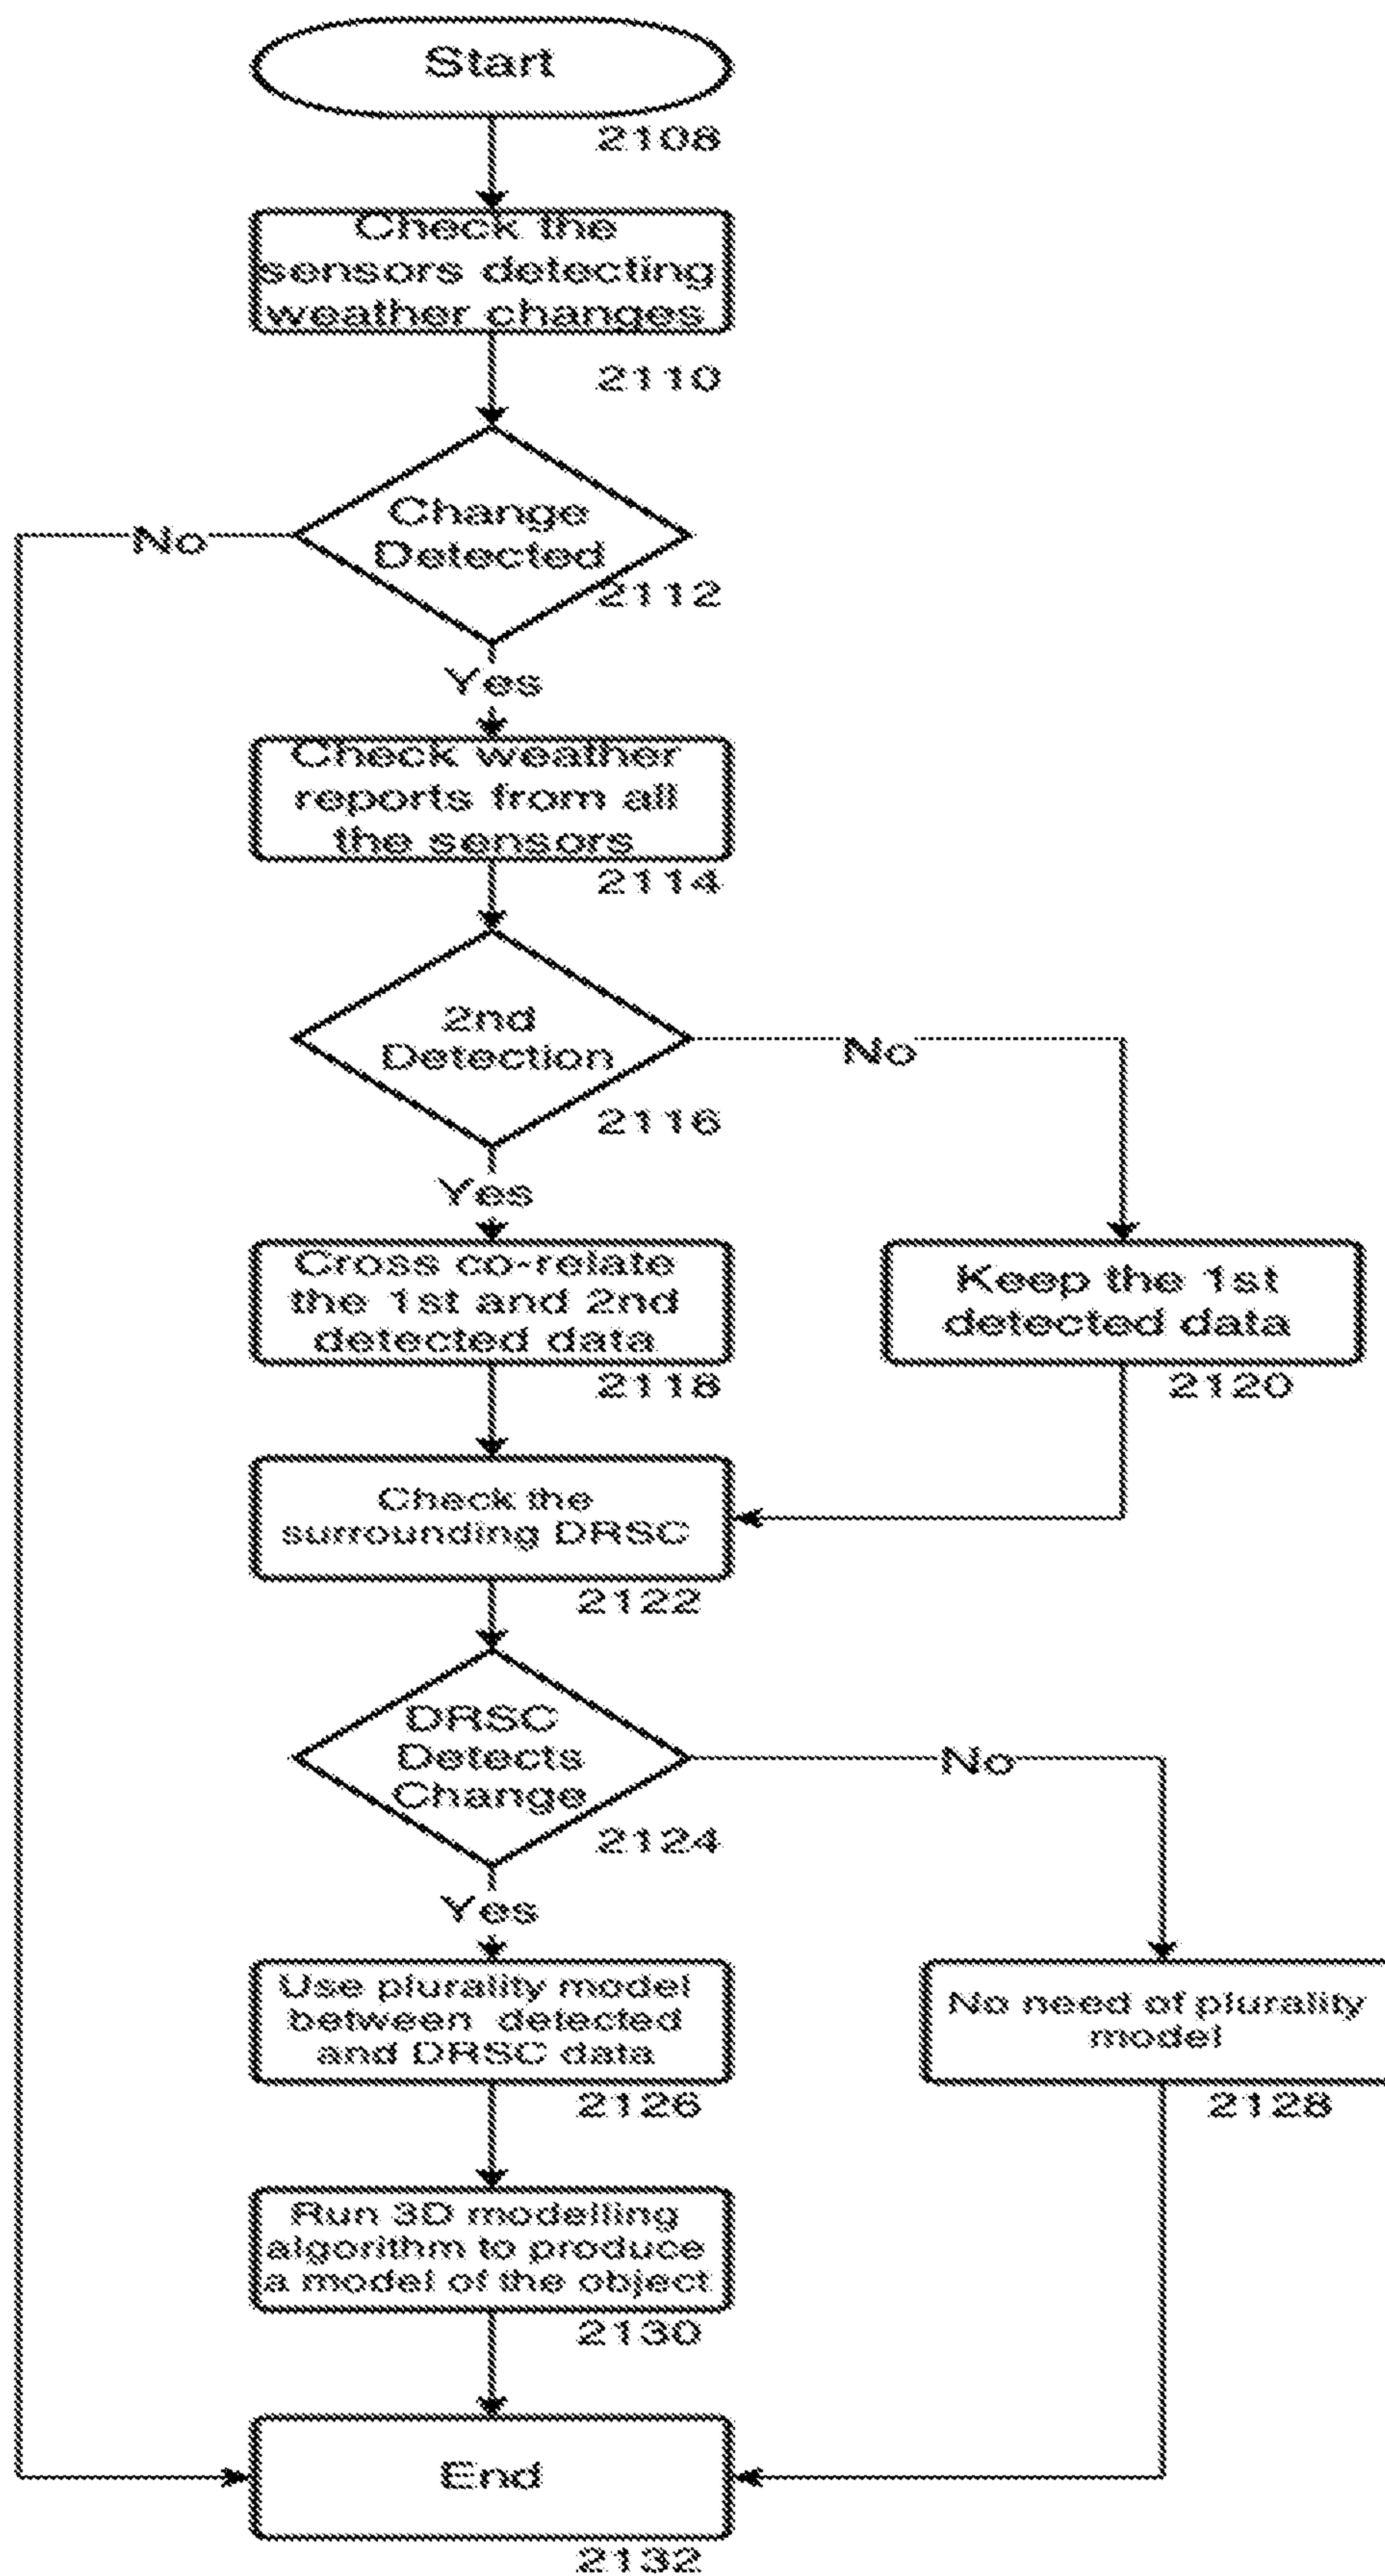 Start
2108
Check the
sensors detecting
weather changes
2110
Change
Detected
2112
No
Yes
Check weather
reports from all
the sensors
2114
2nd
Detection
2116
No
Yes
Cross co-relate
the 1st and 2nd
detected data
2118
Keep the 1st
detected data
2120
Check the
surrounding DRSC
2122
DRSC
Detects
Change
2124
No
Yes
Use plurality model
between detected
and DRSC data
2126
No need of plurality
model
2128
Run 3D modelling
algorithm to produce
a model of the object
2130
End
2132